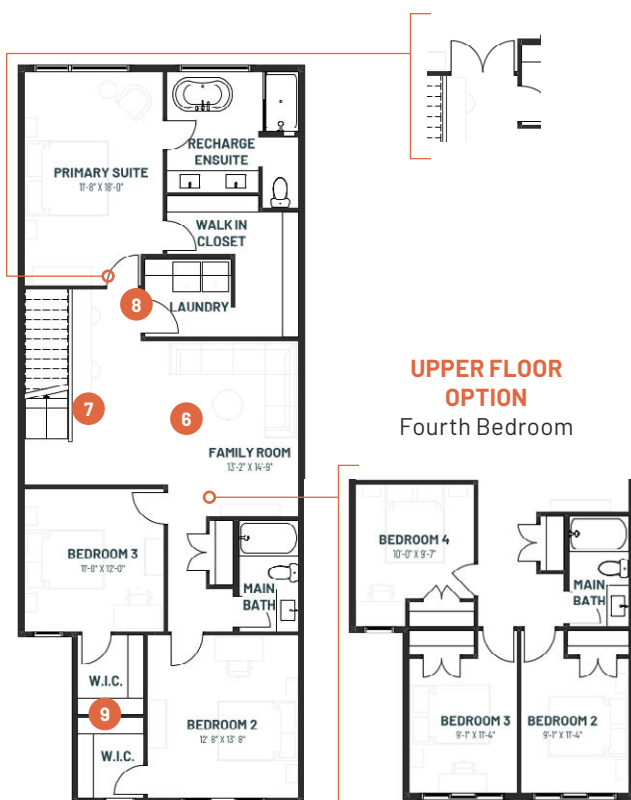 PRIMARY SUITE
11'-8" X 18'-0"
RECHARGE
ENSUITE
WALK IN
CLOSET
8
LAUNDRY
7
6
FAMILY ROOM
13'-2" X 14'-9"
BEDROOM 3
11'-8" X 12'-0"
MAIN
BATH
W.I.C.
9
W.I.C.
BEDROOM 2
12' 8" X 13' 8"
UPPER FLOOR
OPTION
Fourth Bedroom
BEDROOM 4
10'-0" X 9'-7"
MAIN
BATH
BEDROOM 3
9'-1" X 11'-4"
BEDROOM 2
9'-1" X 11'-4"